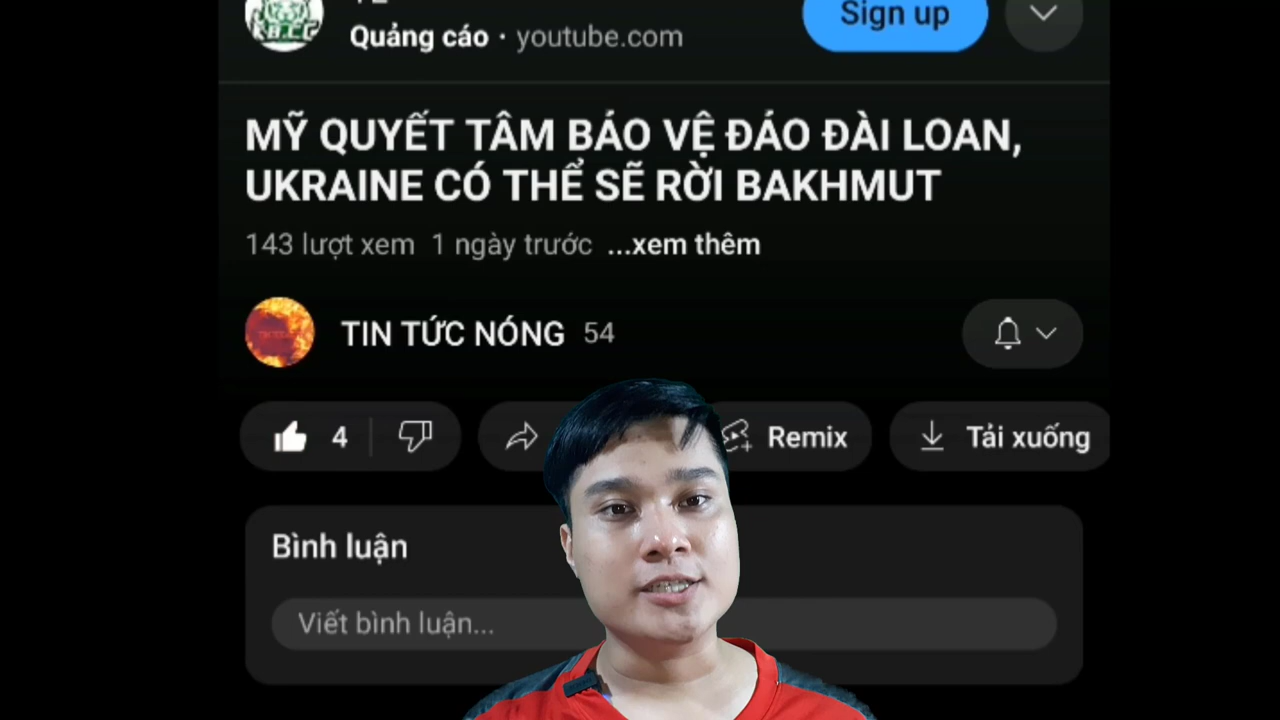 Sign up
Quảng cáo · youtube.com
MỸ QUYẾT TÂM BẢO VỆ ĐẢO ĐÀI LOAN,
UKRAINE CÓ THỂ SẼ RỜI BAKHMUT
143 lượt xem 1 ngày trước ...xem thêm
TIN TỨC NÓNG 54
4
Remix
Tải xuống
Bình luận
Viết bình luận...